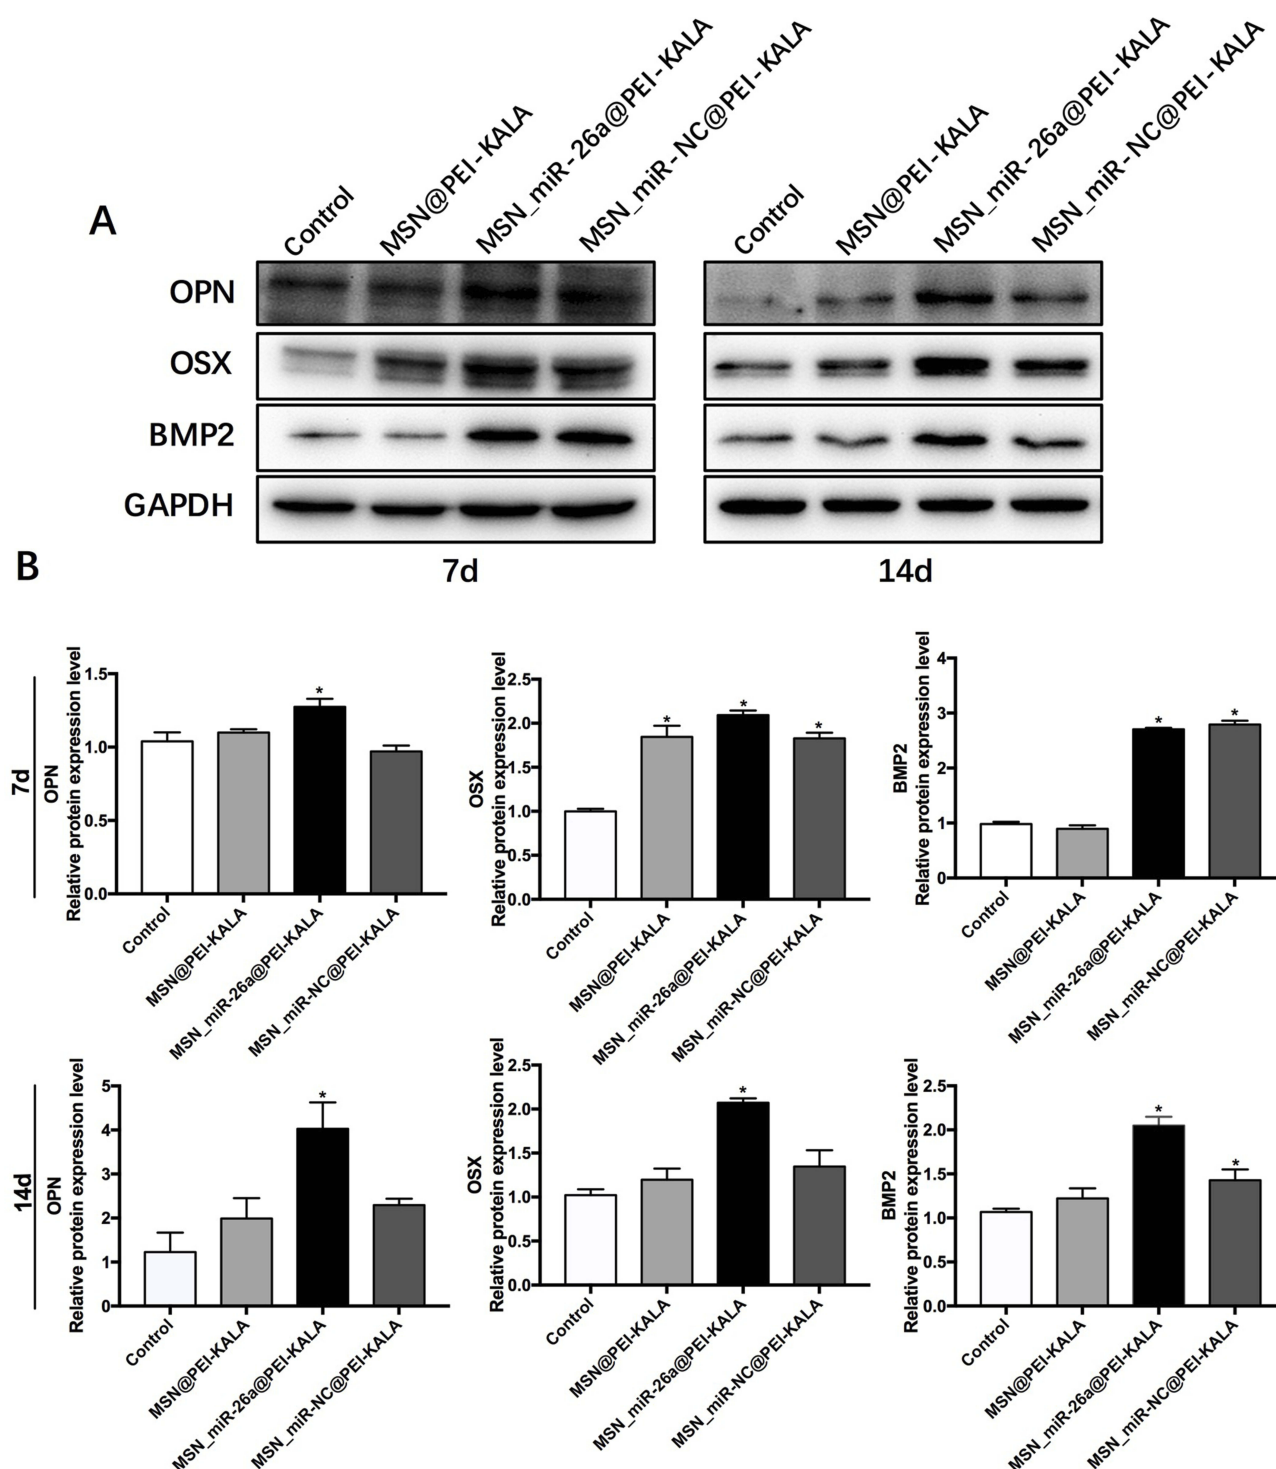 A
Control
MSN@PEI-KALA
MSN_miR-26a@PEI-KALA
MSN_miR-NC@PEI-KALA
Control
MSN@PEI-KALA
MSN_miR-26a@PEI-KALA
MSN_miR-NC@PEI-KALA
OPN
OSX
BMP2
GAPDH
7d
14d
B
7d
OPN
Relative protein expression level
1.5
1.0
0.5
0.0
*
Control
MSN@PEI-KALA
MSN_miR-26a@PEI-KALA
MSN_miR-NC@PEI-KALA
OSX
Relative protein expression level
2.5
2.0
1.5
1.0
0.5
0.0
*
*
*
Control
MSN@PEI-KALA
MSN_miR-26a@PEI-KALA
MSN_miR-NC@PEI-KALA
BMP2
Relative protein expression level
4
3
2
1
0
*
*
Control
MSN@PEI-KALA
MSN_miR-26a@PEI-KALA
MSN_miR-NC@PEI-KALA
14d
OPN
Relative protein expression level
5
4
3
2
1
0
*
Control
MSN@PEI-KALA
MSN_miR-26a@PEI-KALA
MSN_miR-NC@PEI-KALA
OSX
Relative protein expression level
2.5
2.0
1.5
1.0
0.5
0.0
*
Control
MSN@PEI-KALA
MSN_miR-26a@PEI-KALA
MSN_miR-NC@PEI-KALA
BMP2
Relative protein expression level
2.5
2.0
1.5
1.0
0.5
0.0
*
*
Control
MSN@PEI-KALA
MSN_miR-26a@PEI-KALA
MSN_miR-NC@PEI-KALA